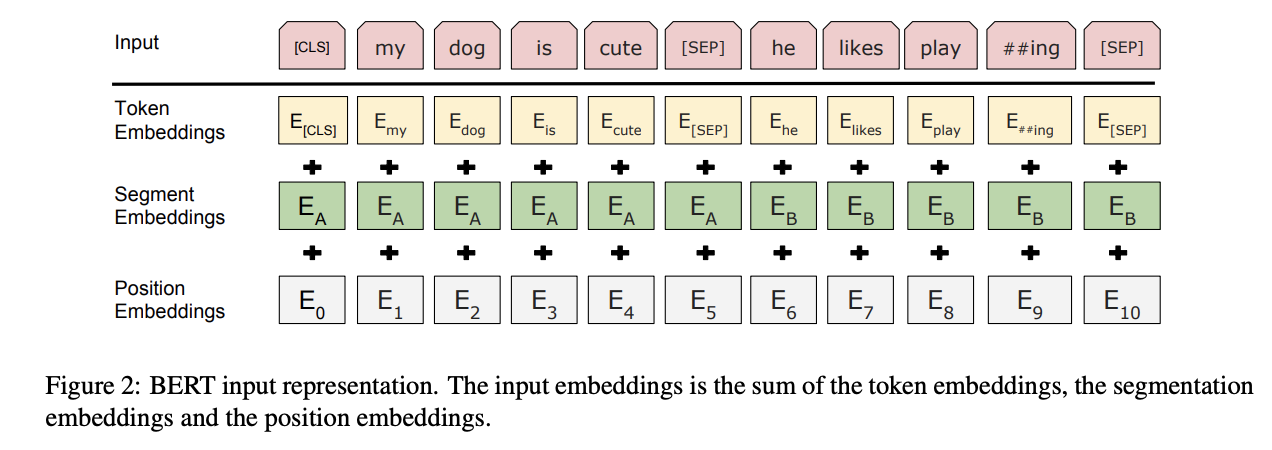 Input [CLS] my dog is cute [SEP] he likes play ##ing [SEP]
Token
Embeddings
E[CLS] Emy Edog Eis Ecute E[SEP] Ehe Elikes Eplay E##ing E[SEP]
+ + + + + + + + + + +
Segment
Embeddings
EA EA EA EA EA EA EB EB EB EB EB
+ + + + + + + + + + +
Position
Embeddings
E0 E1 E2 E3 E4 E5 E6 E7 E8 E9 E10
Figure 2: BERT input representation. The input embeddings is the sum of the token embeddings, the segmentation
embeddings and the position embeddings.